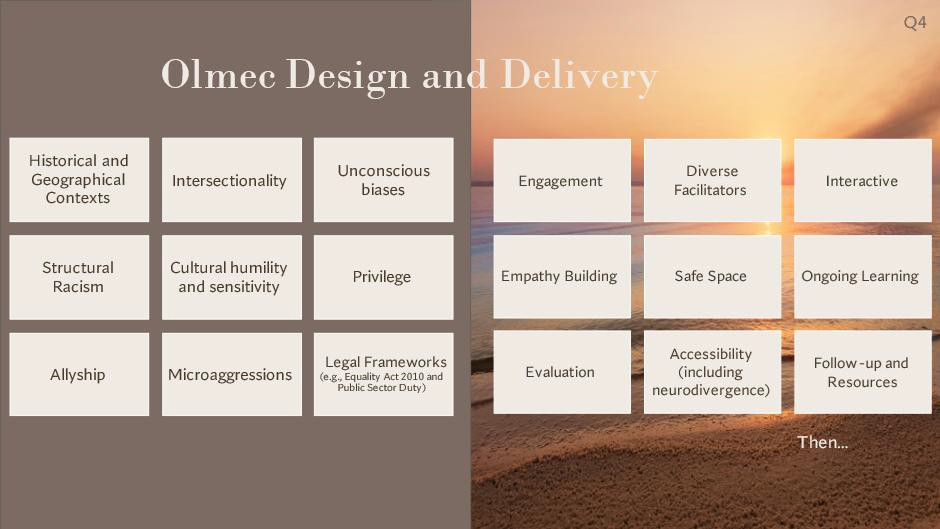 Q4
Olmec Design and Delivery
Historical and
Geographical
Contexts
Intersectionality
Unconscious
biases
Structural
Racism
Cultural humility
and sensitivity
Privilege
Allyship
Microaggressions
Legal Frameworks
(e.g., Equality Act 2010 and
Public Sector Duty)
Engagement
Diverse
Facilitators
Interactive
Empathy Building
Safe Space
Ongoing Learning
Evaluation
Accessibility
(including
neurodivergence)
Follow-up and
Resources
Then...